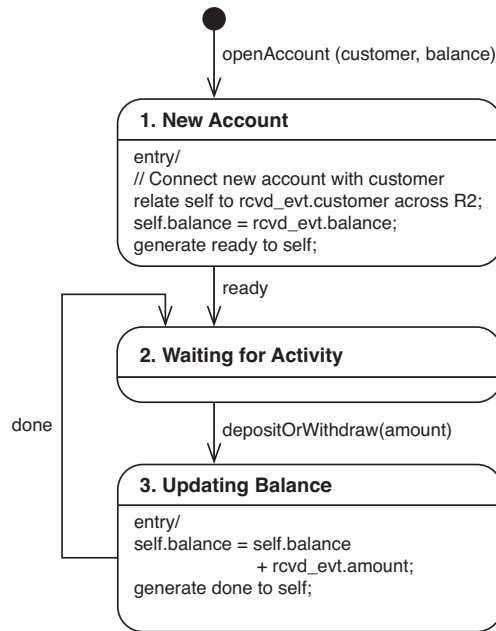 openAccount (customer, balance)
1. New Account
entry/
// Connect new account with customer
relate self to rcvd_evt.customer across R2;
self.balance = rcvd_evt.balance;
generate ready to self;
ready
2. Waiting for Activity
done
depositOrWithdraw(amount)
3. Updating Balance
entry/
self.balance = self.balance
+ rcvd_evt.amount;
generate done to self;